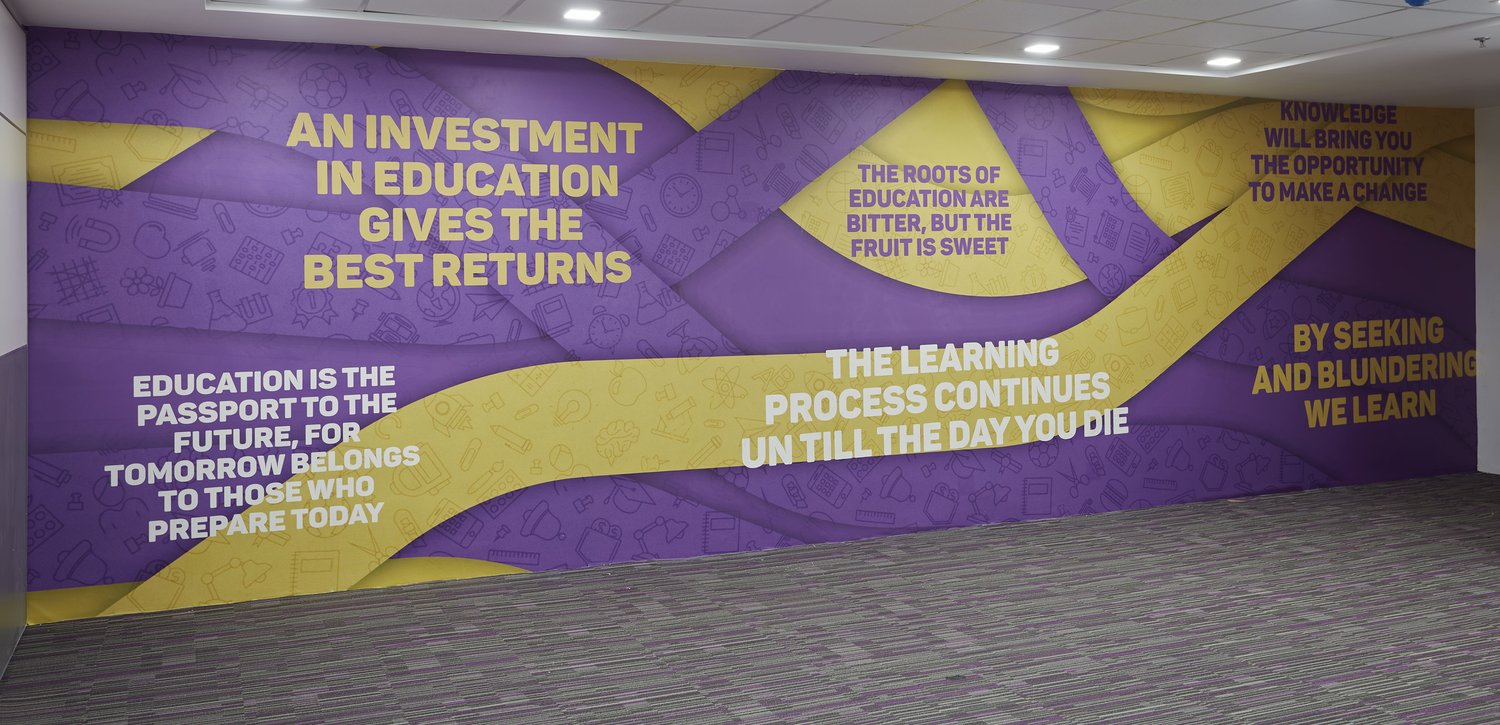 AN INVESTMENT
IN EDUCATION
GIVES THE
BEST RETURNS
THE ROOTS OF
EDUCATION ARE
BITTER, BUT THE
FRUIT IS SWEET
KNOWLEDGE
WILL BRING YOU
THE OPPORTUNITY
TO MAKE A CHANGE
EDUCATION IS THE
PASSPORT TO THE
FUTURE, FOR
TOMORROW BELONGS
TO THOSE WHO
PREPARE TODAY
THE LEARNING
PROCESS CONTINUES
UN TILL THE DAY YOU DIE
BY SEEKING
AND BLUNDERING
WE LEARN